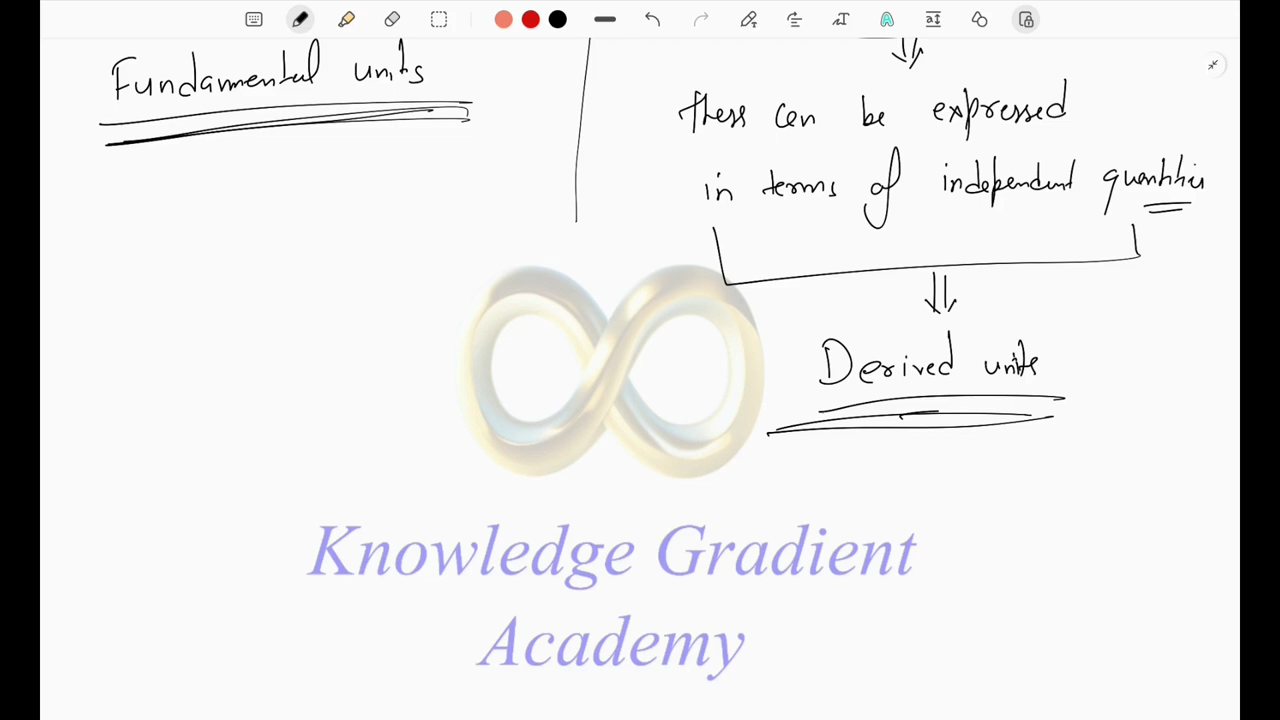 Fundamental units
these can be expressed
in terms of independent quantities
Derived units
Knowledge Gradient
Academy